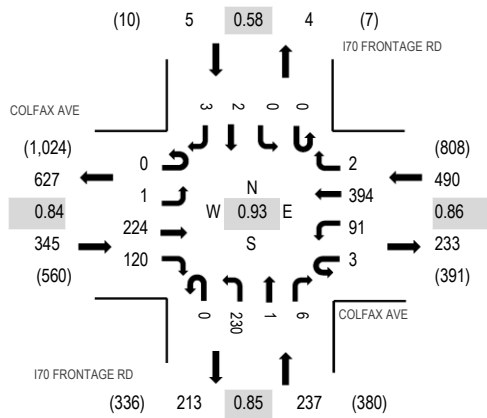 (10) 5 0.58 4 (7)
I70 FRONTAGE RD
COLFAX AVE
3 2 0 0
(1,024) (808)
0 2
627 490
1 N 394
0.84 W 0.93 E 0.86
224 S 91
345 233
120 3
(560) (391)
0 230 1 6
COLFAX AVE
I70 FRONTAGE RD
(336) 213 0.85 237 (380)